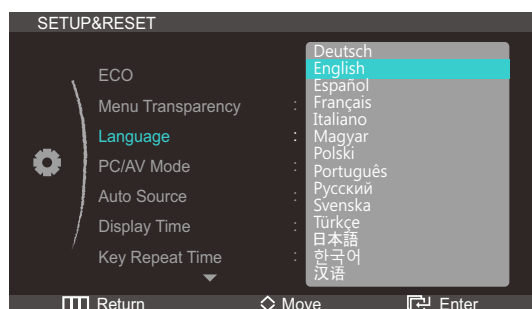 SETUP&RESET
ECO
Menu Transparency :
Language :
PC/AV Mode :
Auto Source :
Display Time :
Key Repeat Time :
Deutsch
English
Español
Français
Italiano
Magyar
Polski
Português
Русский
Svenska
Türkçe
日本語
한국어
汉语
Return Move Enter